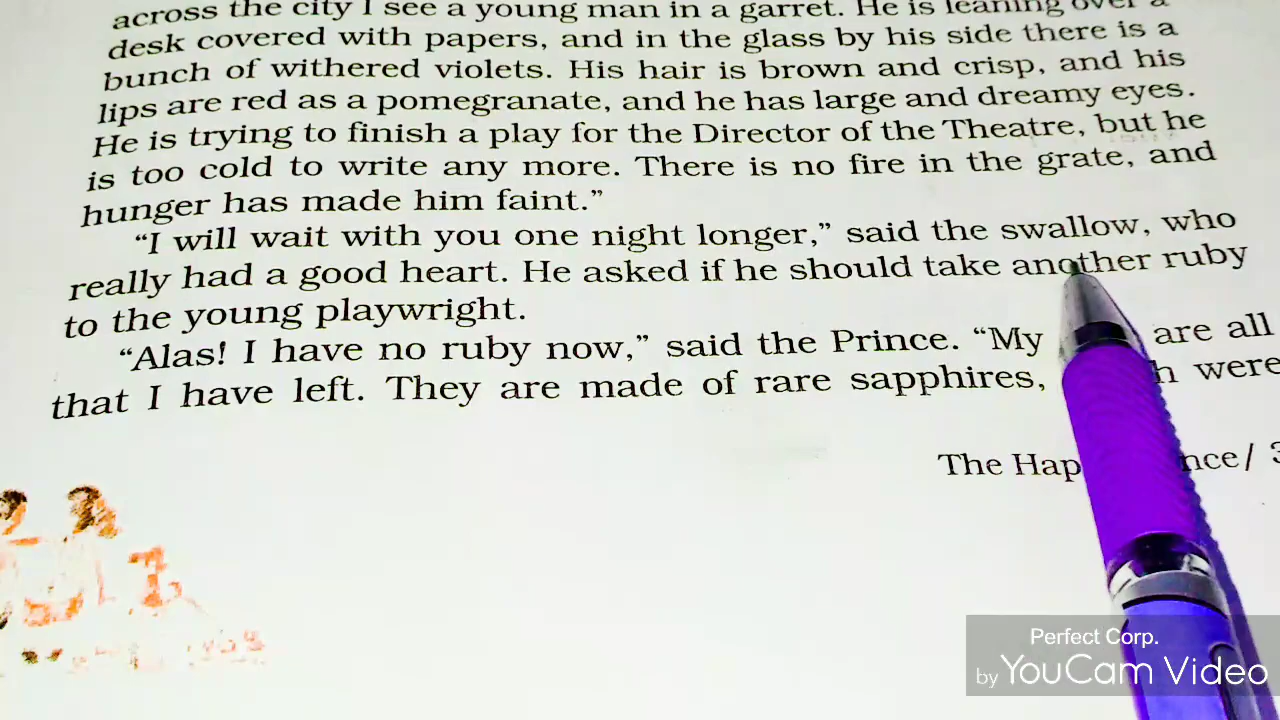 across the city I see a young man in a garret. He is leaning over a
desk covered with papers, and in the glass by his side there is a
bunch of withered violets. His hair is brown and crisp, and his
lips are red as a pomegranate, and he has large and dreamy eyes.
He is trying to finish a play for the Director of the Theatre, but he
is too cold to write any more. There is no fire in the grate, and
hunger has made him faint.”
“I will wait with you one night longer,” said the swallow, who
really had a good heart. He asked if he should take another ruby
to the young playwright.
“Alas! I have no ruby now,” said the Prince. “My are all
that I have left. They are made of rare sapphires, were
The
Perfect Corp.
by YouCam Video